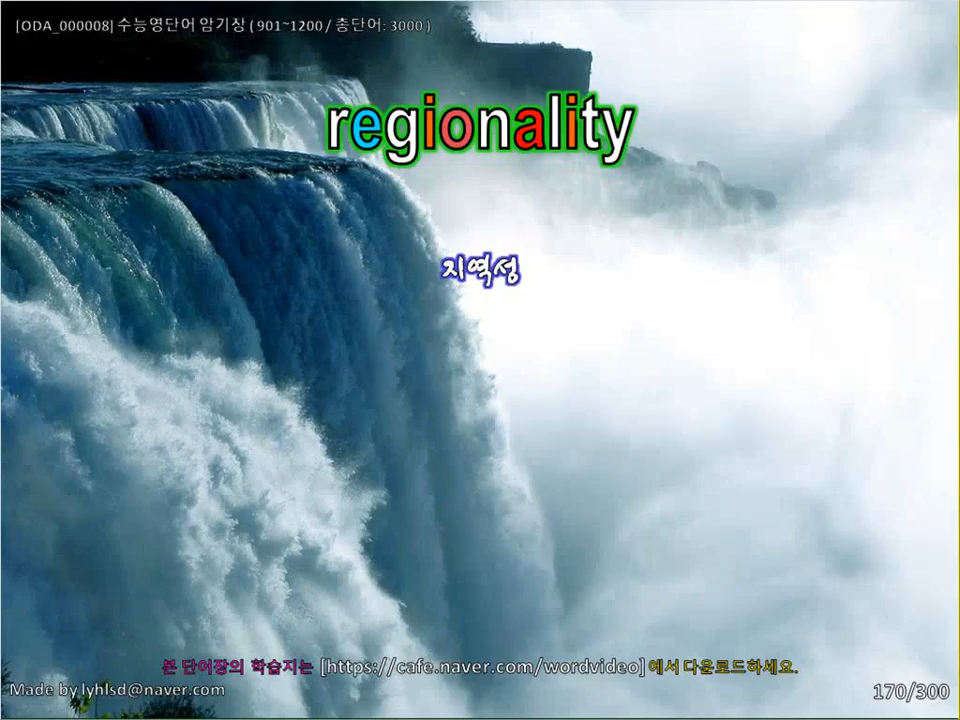 [ODA_000008] 수능영단어 암기장 ( 901~1200 / 총단어: 3000 )
regionality
지역성
본 단어장의 학습지는 [https://cafe.naver.com/wordvideo] 에서 다운로드하세요.
Made by lyhlsd@naver.com
170/300